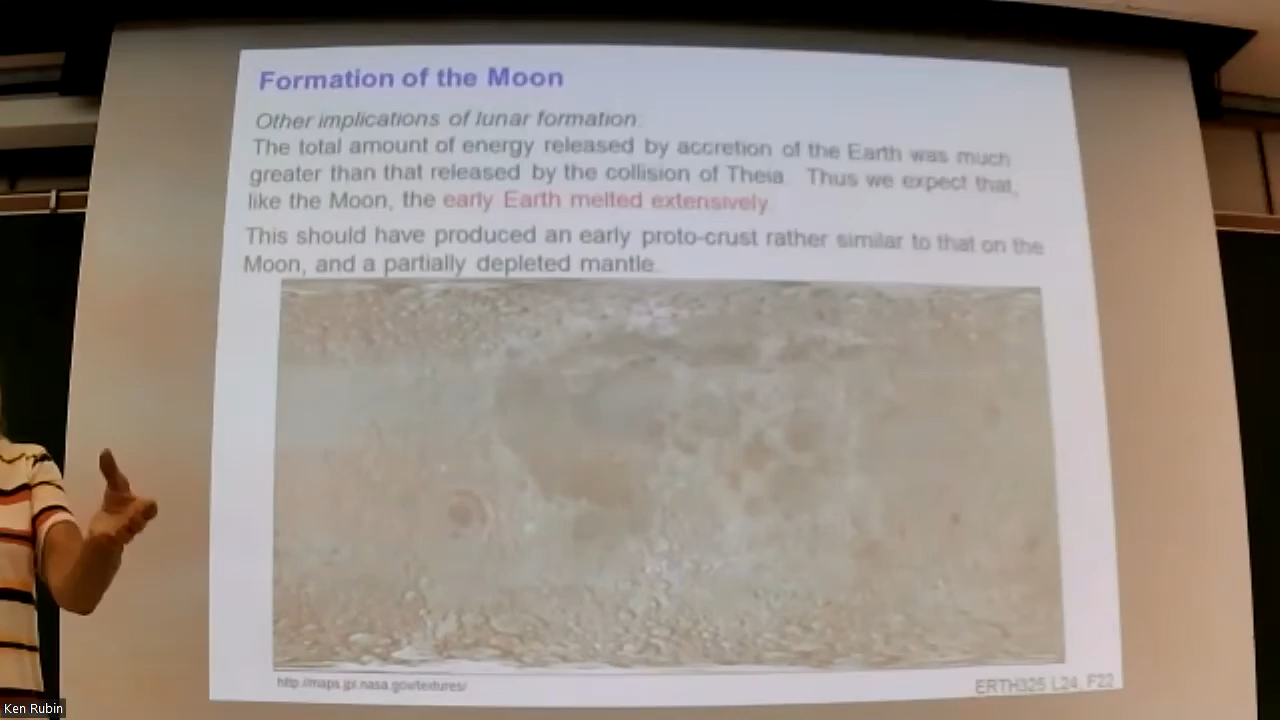 Formation of the Moon
Other implications of lunar formation:
The total amount of energy released by accretion of the Earth was much
greater than that released by the collision of Theia. Thus we expect that,
like the Moon, the early Earth melted extensively.
This should have produced an early proto-crust rather similar to that on the
Moon, and a partially depleted mantle.
http://maps.jpl.nasa.gov/textures/
ERTH325 L24, F22
Ken Rubin